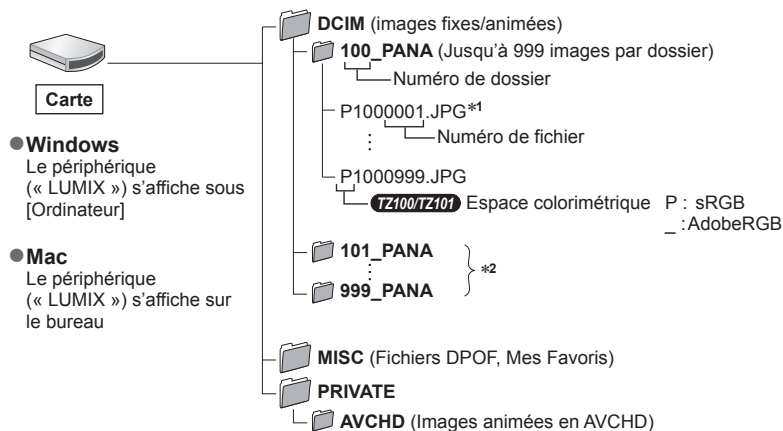 DCIM (images fixes/animées)
100_PANA (Jusqu'à 999 images par dossier)
Numéro de dossier
P1000001.JPG*1
Numéro de fichier
P1000999.JPG
TZ100/TZ101 Espace colorimétrique P : sRGB
_ : AdobeRGB
101_PANA
*2
999_PANA
MISC (Fichiers DPOF, Mes Favoris)
PRIVATE
AVCHD (Images animées en AVCHD)
Carte
●Windows
Le périphérique
(« LUMIX ») s'affiche sous
[Ordinateur]
●Mac
Le périphérique
(« LUMIX ») s'affiche sur
le bureau